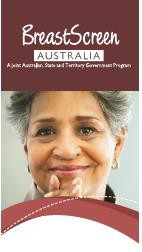 BreastScreen
AUSTRALIA
A Joint Australian, State and Territory Government Program